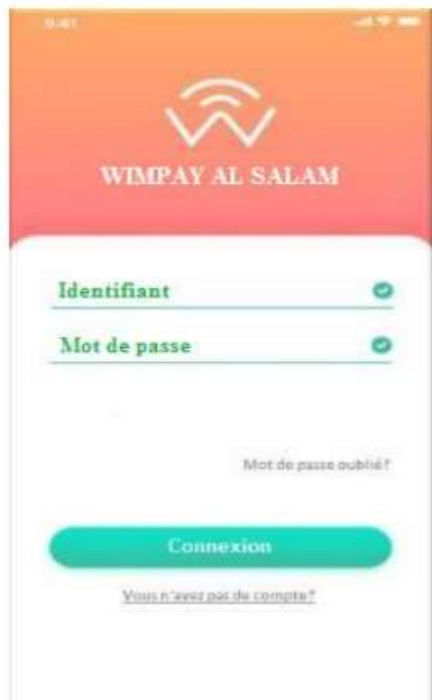 9:41
WIMPAY AL SALAM
Identifiant
Mot de passe
Mot de passe oublié?
Connexion
Vous n'avez pas de compte?